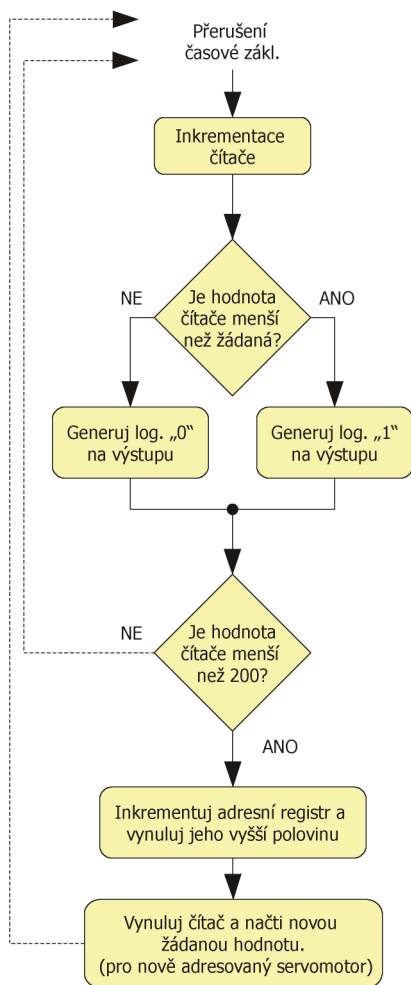 Přerušení
časové zákl.
Inkrementace
čítače
Je hodnota
čítače menší
než žádaná?
NE
ANO
Generuj log. „0“
na výstupu
Generuj log. „1“
na výstupu
Je hodnota
čítače menší
než 200?
NE
ANO
Inkrementuj adresní registr a
vynuluj jeho vyšší polovinu
Vynuluj čítač a načti novou
žádanou hodnotu.
(pro nově adresovaný servomotor)